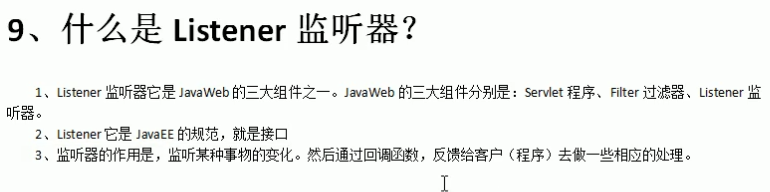 9、什么是 Listener 监听器？
1、Listener 监听器它是 JavaWeb 的三大组件之一。JavaWeb 的三大组件分别是：Servlet 程序、Filter 过滤器、Listener 监
听器。
2、Listener 它是 JavaEE 的规范，就是接口
3、监听器的作用是，监听某种事物的变化。然后通过回调函数，反馈给客户（程序）去做一些相应的处理。